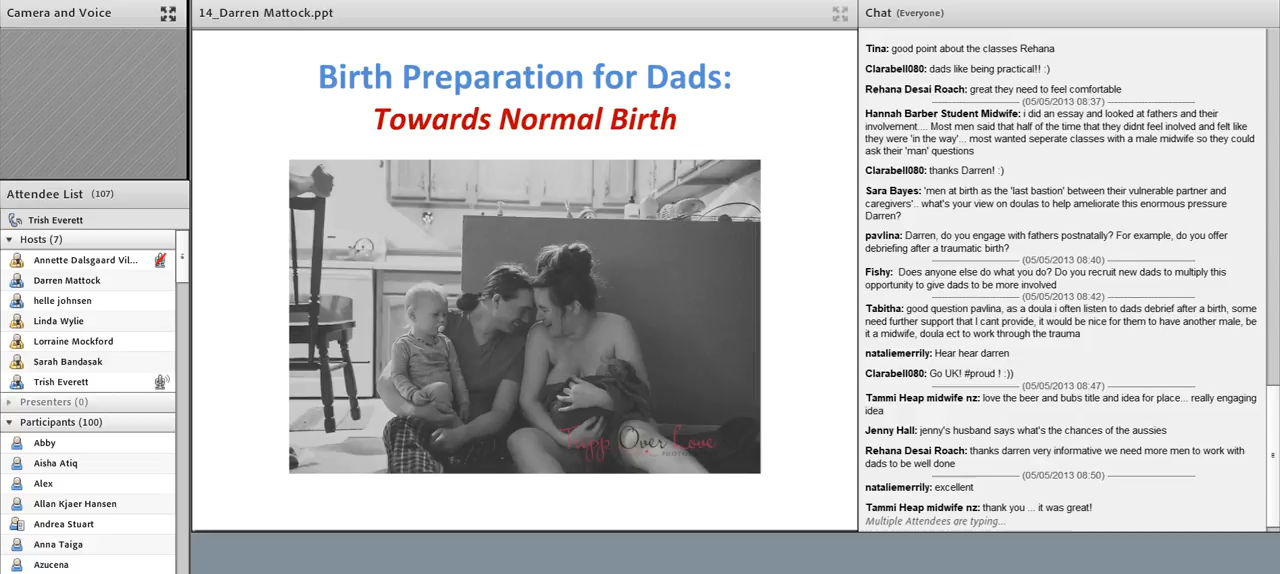 Camera and Voice
14_Darren Mattock.ppt
Chat (Everyone)
Attendee List (107)
Trish Everett
Hosts (7)
Annette Dalsgaard Vil...
Darren Mattock
helle johnsen
Linda Wylie
Lorraine Mockford
Sarah Bandasak
Trish Everett
Presenters (0)
Participants (100)
Abby
Aisha Atiq
Alex
Allan Kjaer Hansen
Andrea Stuart
Anna Taiga
Azucena
Birth Preparation for Dads:
Towards Normal Birth
Tapp Over Love
PHOTOGRAPHY
Tina: good point about the classes Rehana
Clarabell080: dads like being practical!! :)
Rehana Desai Roach: great they need to feel comfortable
(05/05/2013 08:37)
Hannah Barber Student Midwife: i did an essay and looked at fathers and their
involvement.... Most men said that half of the time that they didnt feel inolved and felt like
they were 'in the way'... most wanted seperate classes with a male midwife so they could
ask their 'man' questions
Clarabell080: thanks Darren! :)
Sara Bayes: 'men at birth as the 'last bastion' between their vulnerable partner and
caregivers'.. what's your view on doulas to help ameliorate this enormous pressure
Darren?
pavlina: Darren, do you engage with fathers postnatally? For example, do you offer
debriefing after a traumatic birth?
(05/05/2013 08:40)
Fishy: Does anyone else do what you do? Do you recruit new dads to multiply this
opportunity to give dads to be more involved
(05/05/2013 08:42)
Tabitha: good question pavlina, as a doula i often listen to dads debrief after a birth, some
need further support that I cant provide, it would be nice for them to have another male, be
it a midwife, doula ect to work through the trauma
nataliemerrily: Hear hear darren
Clarabell080: Go UK! #proud ! :))
(05/05/2013 08:47)
Tammi Heap midwife nz: love the beer and bubs title and idea for place... really engaging
idea
Jenny Hall: jenny's husband says what's the chances of the aussies
Rehana Desai Roach: thanks darren very informative we need more men to work with
dads to be well done
(05/05/2013 08:50)
nataliemerrily: excellent
Tammi Heap midwife nz: thank you ... it was great!
Multiple Attendees are typing...